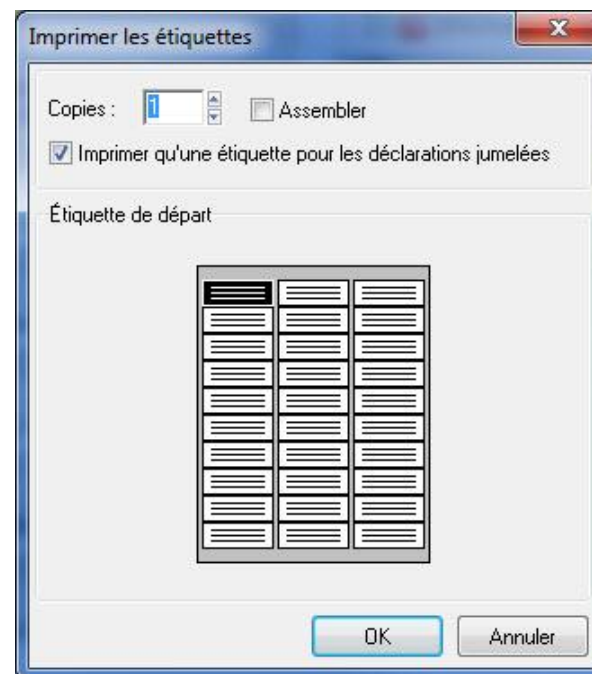 Imprimer les étiquettes
Copies : 1 Assembler
Imprimer qu'une étiquette pour les déclarations jumelées
Étiquette de départ
OK Annuler